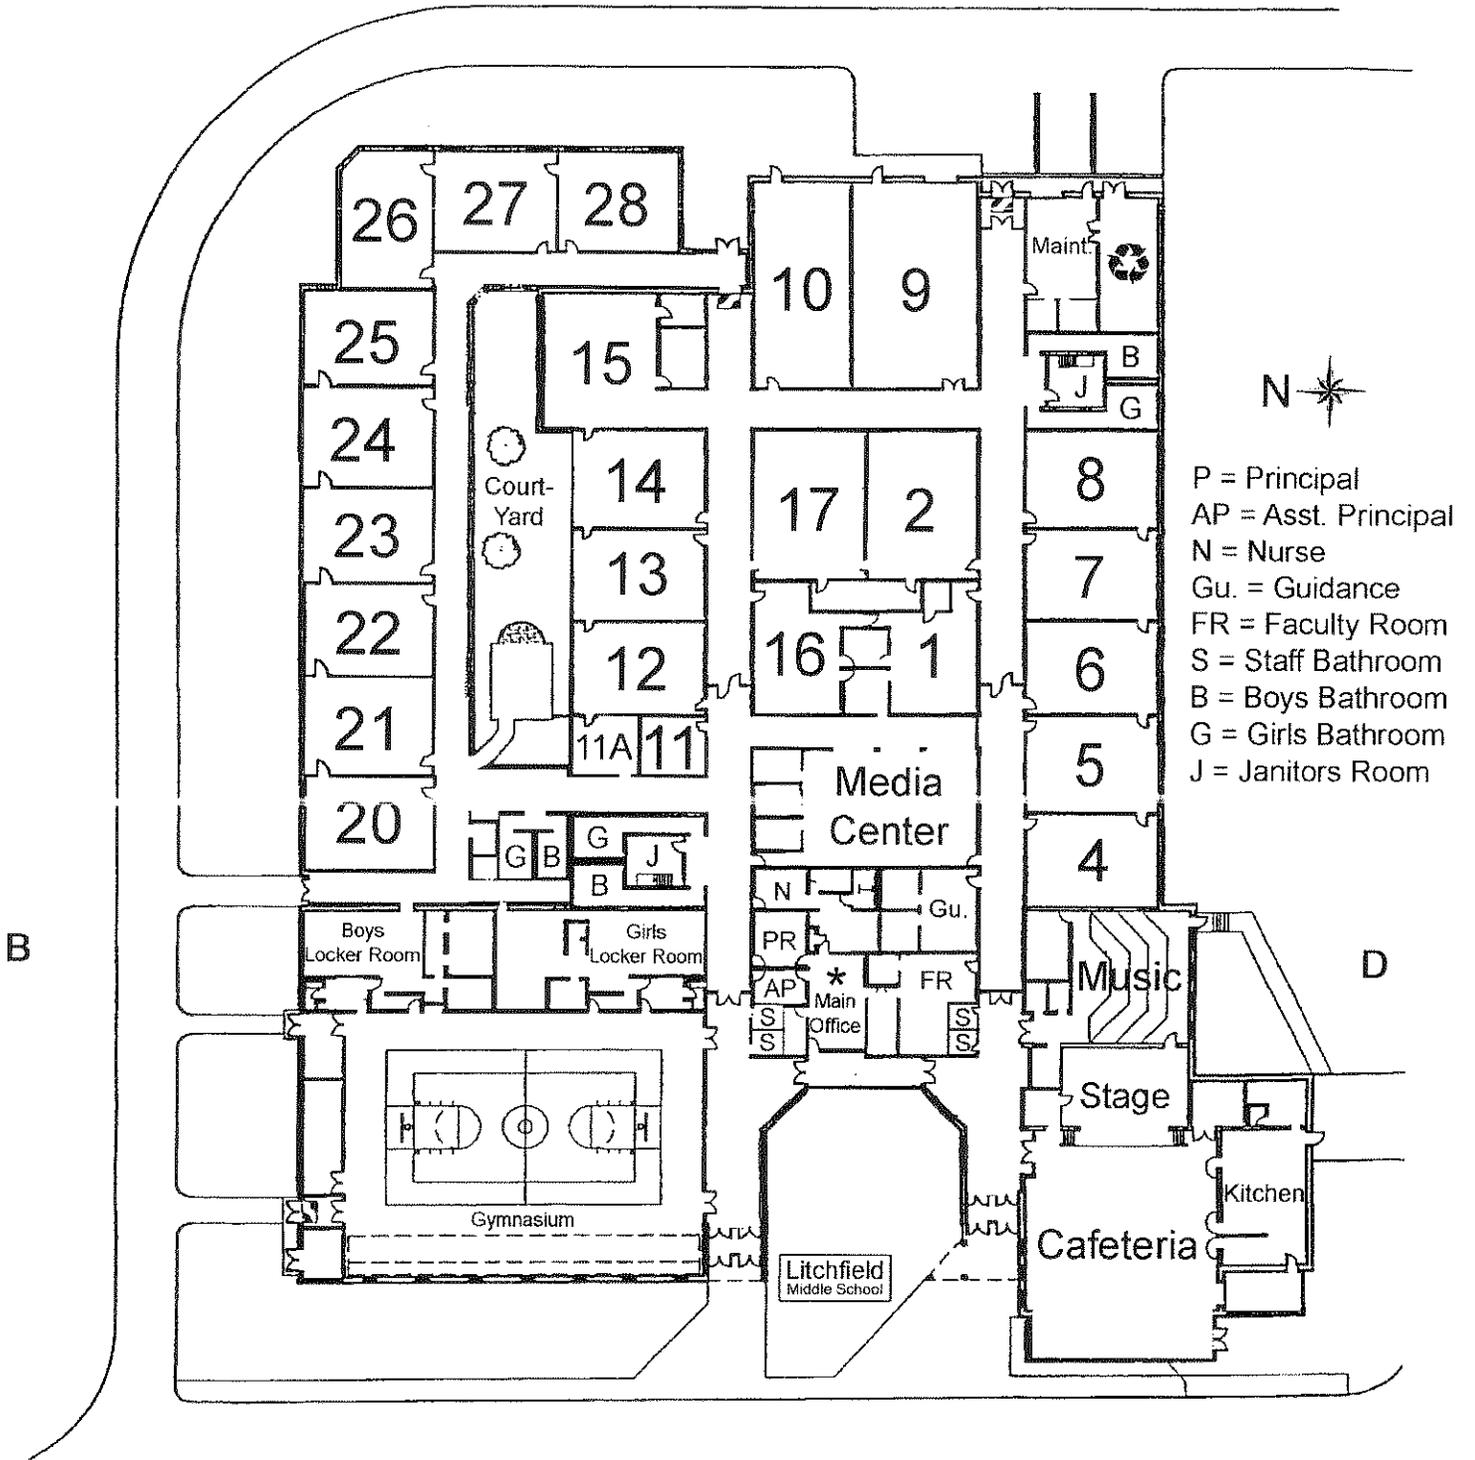 26
27
28
Maint.
10
9
25
15
B
J
G
N
24
14
17
2
8
Court-
Yard
23
13
7
22
12
16
1
6
21
11A
11
5
Media
Center
20
G
B
G
J
B
4
N
Gu.
Boys
Locker Room
Girls
Locker Room
PR
AP
*
Main
Office
FR
S
S
S
S
Music
B
D
Stage
Gymnasium
Kitchen
Cafeteria
Litchfield
Middle School
P = Principal
AP = Asst. Principal
N = Nurse
Gu. = Guidance
FR = Faculty Room
S = Staff Bathroom
B = Boys Bathroom
G = Girls Bathroom
J = Janitors Room